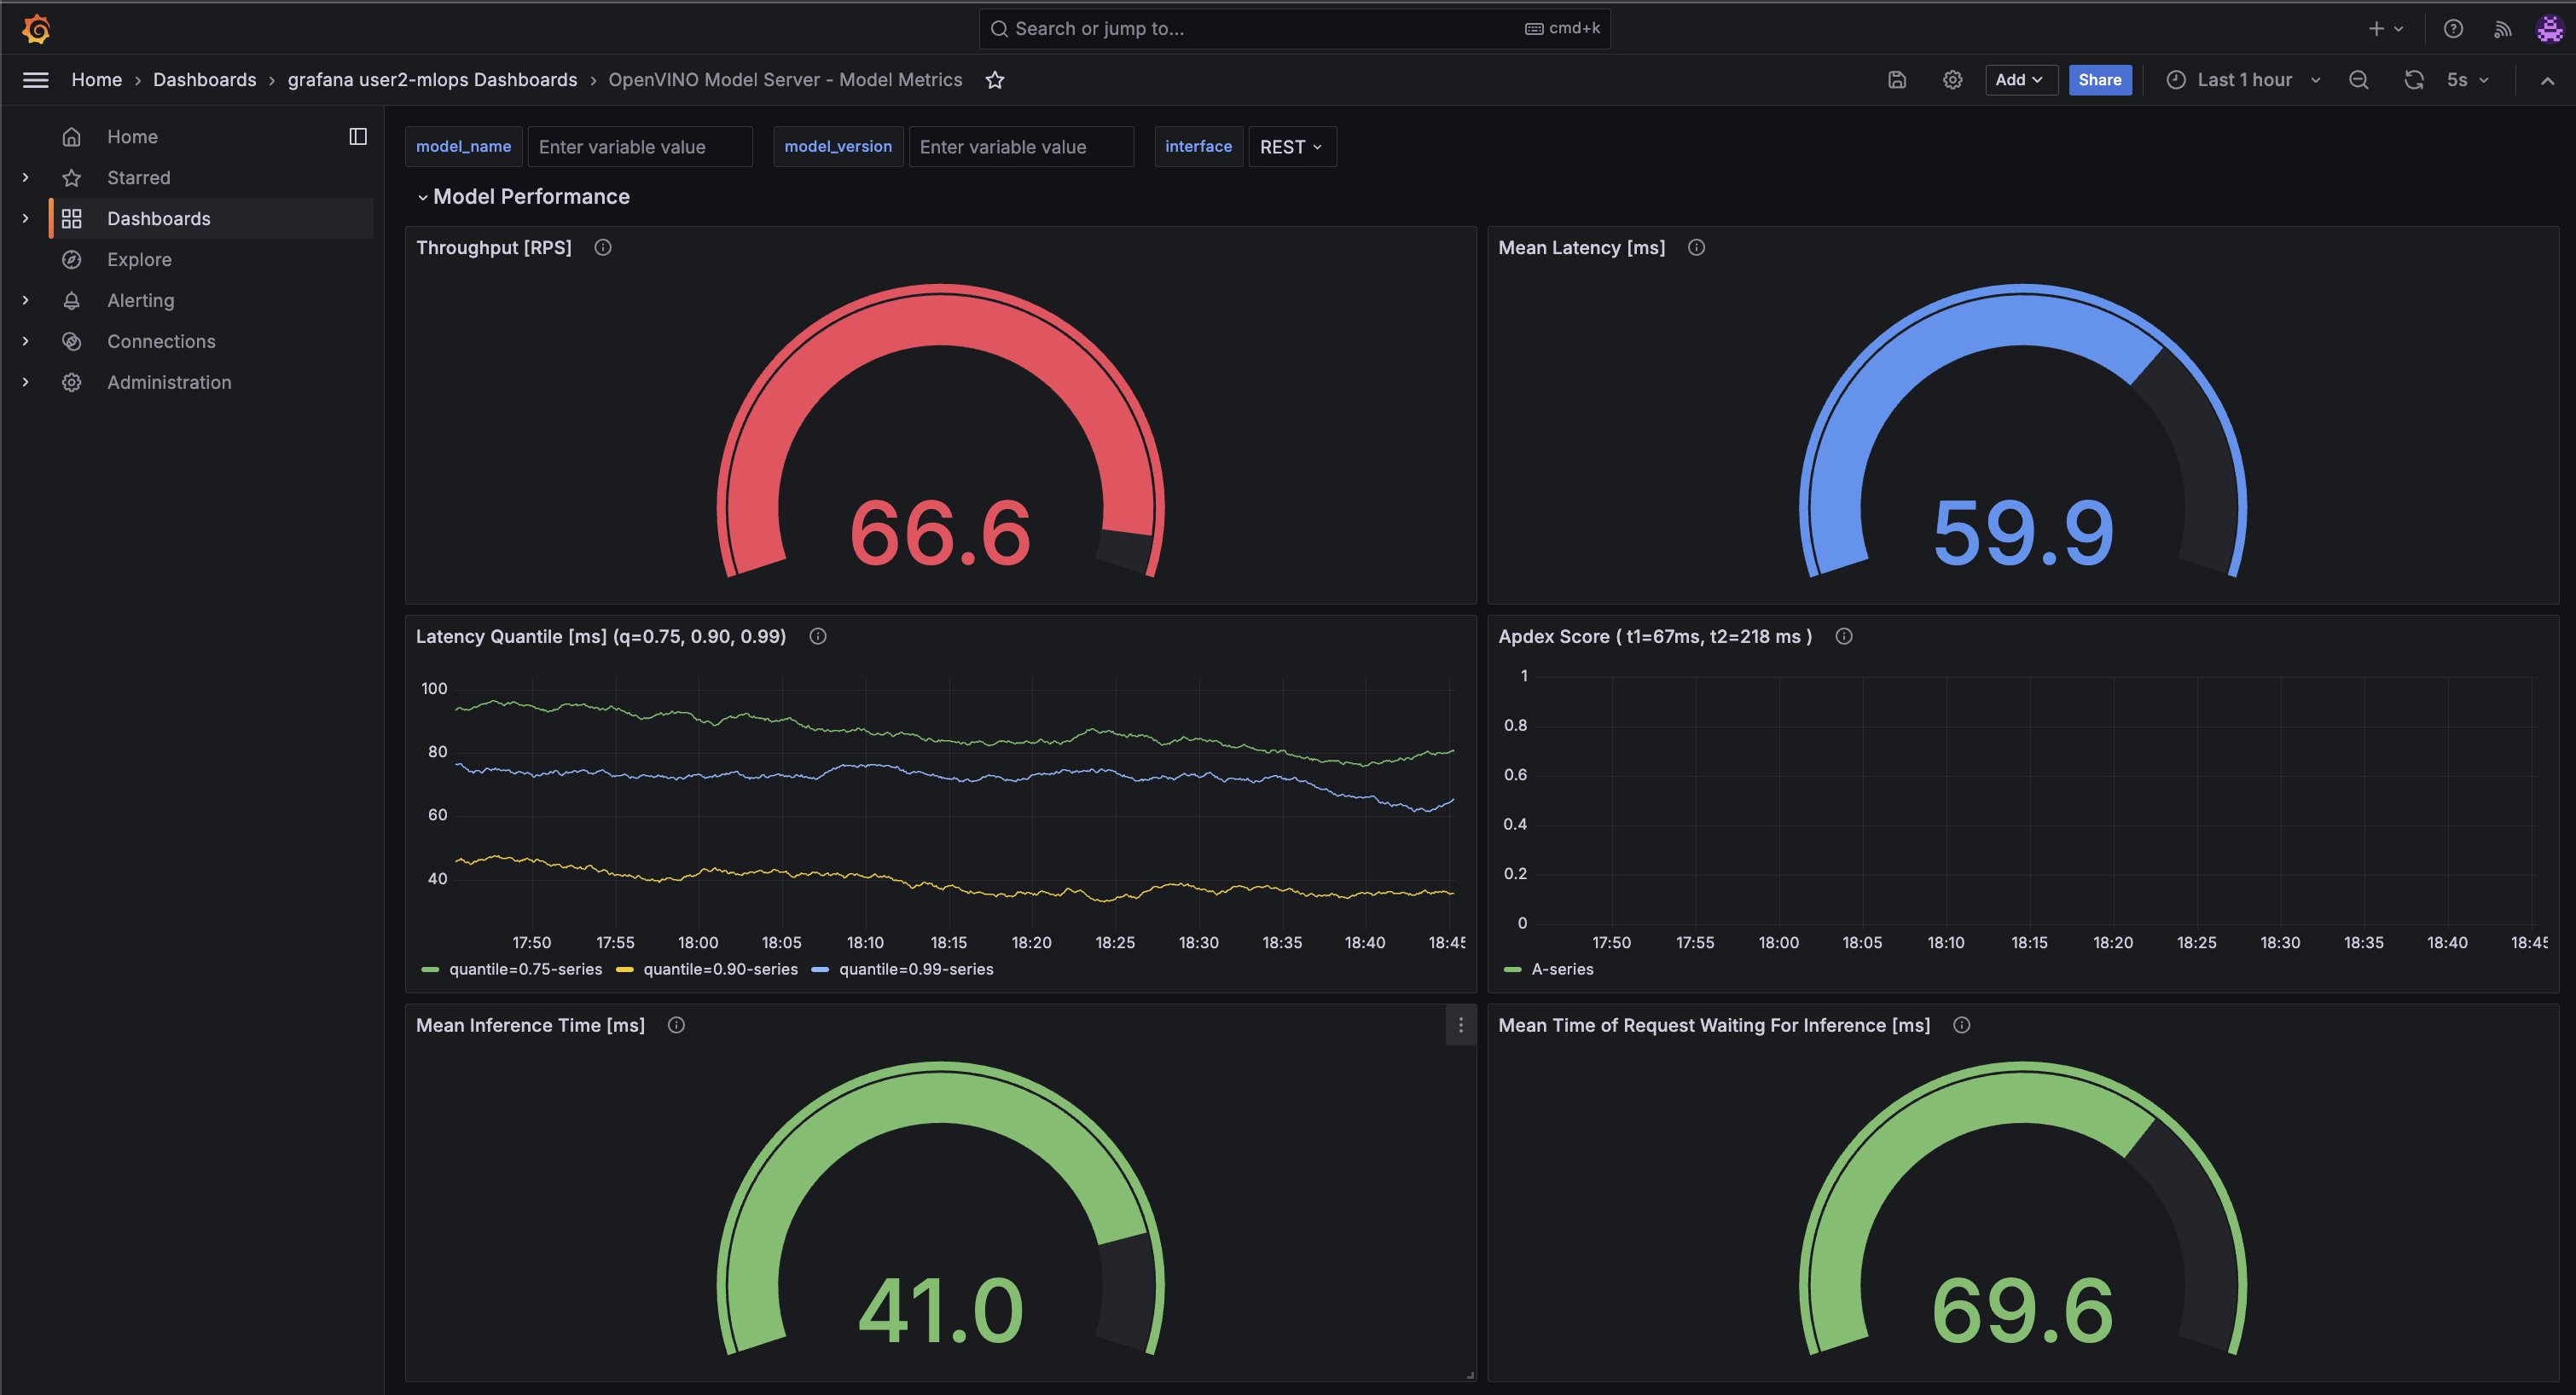 Search or jump to...
cmd+k
Home › Dashboards › grafana user2-mlops Dashboards › OpenVINO Model Server - Model Metrics
Add
Share
Last 1 hour
5s
Home
Starred
Dashboards
Explore
Alerting
Connections
Administration
model_name
Enter variable value
model_version
Enter variable value
interface
REST
Model Performance
Throughput [RPS]
66.6
Mean Latency [ms]
59.9
Latency Quantile [ms] (q=0.75, 0.90, 0.99)
100
80
60
40
17:50 17:55 18:00 18:05 18:10 18:15 18:20 18:25 18:30 18:35 18:40 18:45
quantile=0.75-series quantile=0.90-series quantile=0.99-series
Apdex Score ( t1=67ms, t2=218 ms )
1
0.8
0.6
0.4
0.2
0
17:50 17:55 18:00 18:05 18:10 18:15 18:20 18:25 18:30 18:35 18:40 18:45
A-series
Mean Inference Time [ms]
41.0
Mean Time of Request Waiting For Inference [ms]
69.6